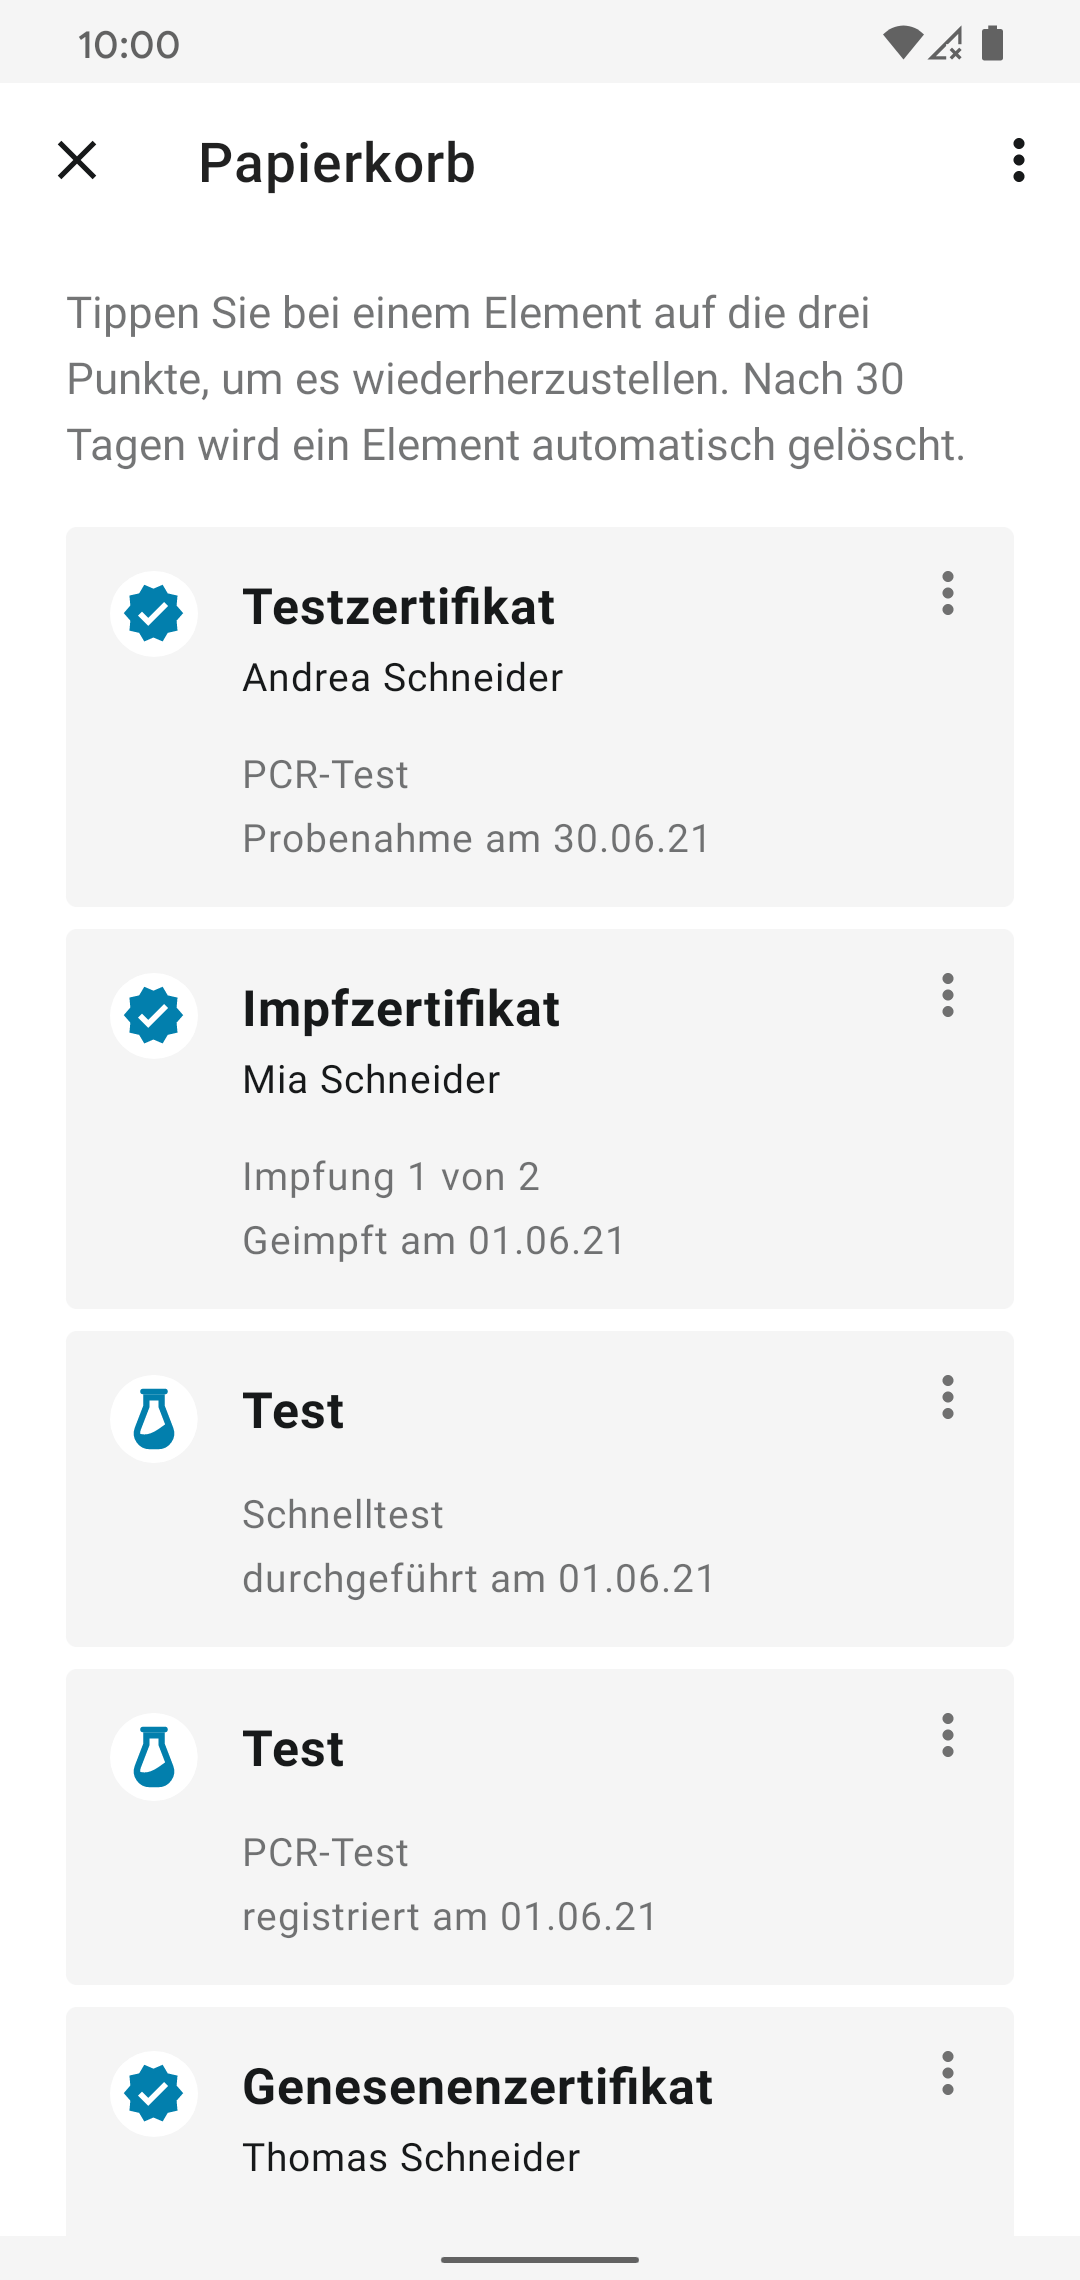 10:00
Papierkorb
Tippen Sie bei einem Element auf die drei
Punkte, um es wiederherzustellen. Nach 30
Tagen wird ein Element automatisch gelöscht.
Testzertifikat
Andrea Schneider
PCR-Test
Probenahme am 30.06.21
Impfzertifikat
Mia Schneider
Impfung 1 von 2
Geimpft am 01.06.21
Test
Schnelltest
durchgeführt am 01.06.21
Test
PCR-Test
registriert am 01.06.21
Genesenenzertifikat
Thomas Schneider